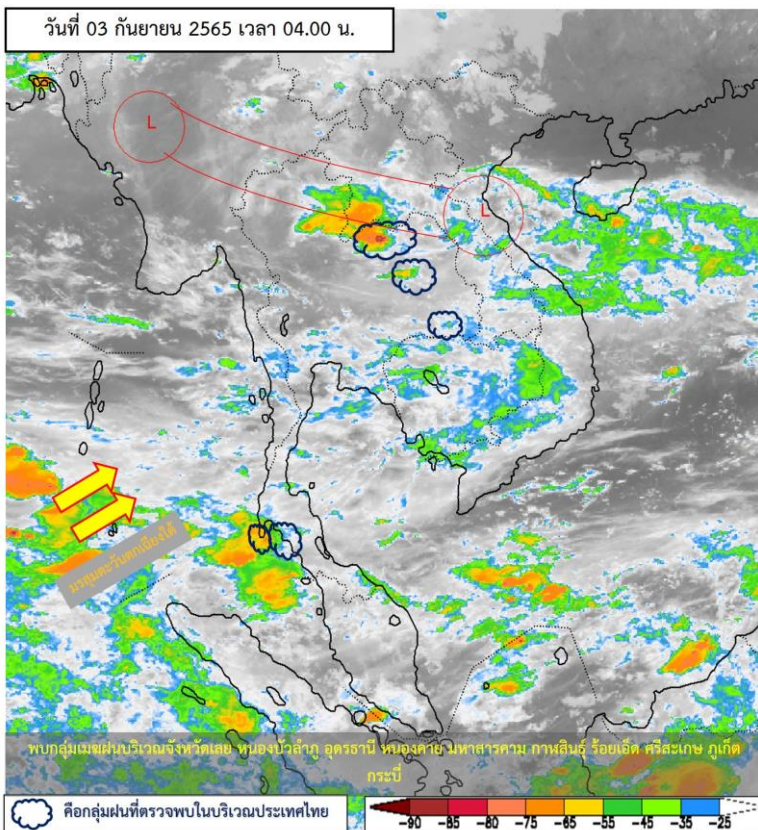 วันที่ 03 กันยายน 2565 เวลา 04.00 น.
L
L
มรสุมตะวันตกเฉียงใต้
พบกลุ่มเมฆฝนบริเวณจังหวัดเลย หนองบัวลำภู อุดรธานี หนองคาย มหาสารคาม กาฬสินธุ์ ร้อยเอ็ด ศรีสะเกษ ภูเก็ต
กระบี่
คือกลุ่มฝนที่ตรวจพบในบริเวณประเทศไทย
-90 -85 -80 -75 -65 -55 -45 -35 -25